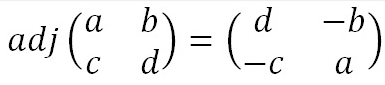 adj (a b
c d) = (d −b
−c a)